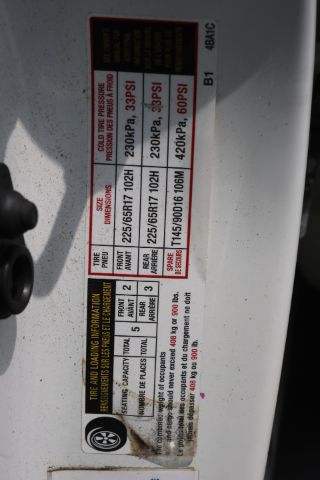 TIRE AND LOADING INFORMATION
RENSEIGNEMENTS SUR LES PNEUS ET LE CHARGEMENT
SEATING CAPACITY TOTAL 5 FRONT 2 REAR 3
NOMBRE DE PLACES TOTAL AVANT ARRIÈRE
The combined weight of occupants
and cargo should never exceed 408 kg or 900 lbs.
Le poids total des occupants et du chargement ne doit
jamais dépasser 408 kg ou 900 lb.
TIRE SIZE COLD TIRE PRESSURE
PNEU DIMENSIONS PRESSION DES PNEUS À FROID
FRONT 225/65R17 102H 230kPa, 33PSI
AVANT
REAR 225/65R17 102H 230kPa, 33PSI
ARRIÈRE
SPARE T145/90D16 106M 420kPa, 60PSI
DE SECOURS
B1 4BA1C